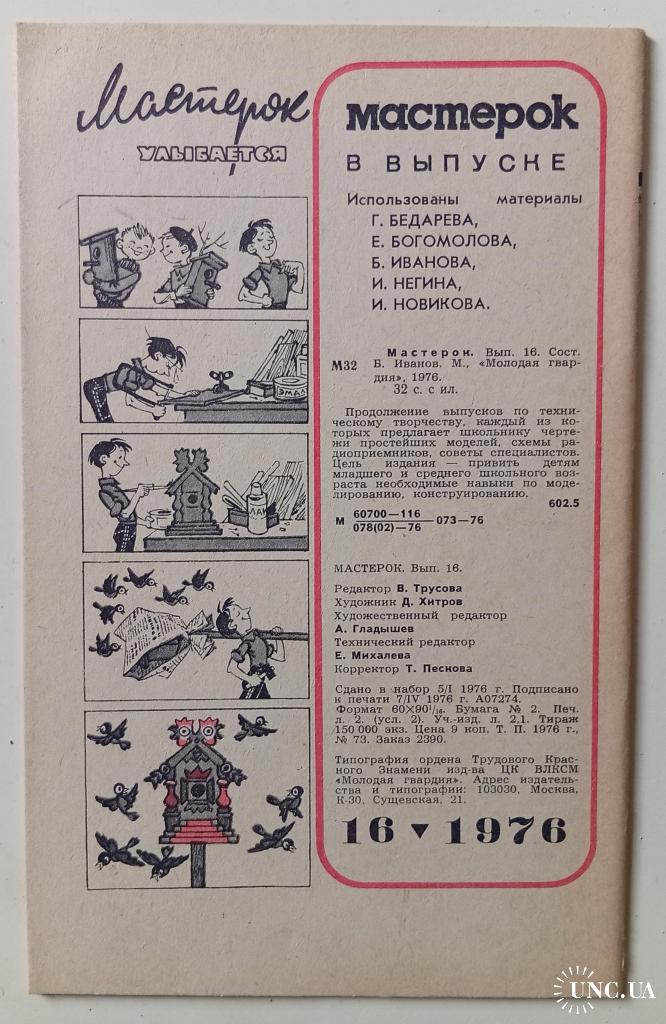 Мастерок
УЛЫБАЕТСЯ
ЭМАЛ
ЛАК
мастерок
В ВЫПУСКЕ
Использованы материалы
Г. БЕДАРЕВА,
Е. БОГОМОЛОВА,
Б. ИВАНОВА,
И. НЕГИНА,
И. НОВИКОВА.
Мастерок. Вып. 16. Сост.
М32 Б. Иванов. М., «Молодая гвар-
дия», 1976.
32 с. с ил.
Продолжение выпусков по техни-
ческому творчеству, каждый из ко-
торых предлагает школьнику черте-
жи простейших моделей, схемы ра-
диоприемников, советы специалистов.
Цель издания — привить детям
младшего и среднего школьного воз-
раста необходимые навыки по моде-
лированию, конструированию.
602.5
М 60700—116
078(02)—76 —073—76
МАСТЕРОК. Вып. 16.
Редактор В. Трусова
Художник Д. Хитров
Художественный редактор
А. Гладышев
Технический редактор
Е. Михалева
Корректор Т. Пескова
Сдано в набор 5/I 1976 г. Подписано
к печати 7/IV 1976 г. А07274.
Формат 60Х90¹/₁₆. Бумага № 2. Печ.
л. 2. (усл. 2). Уч.-изд. л. 2,1. Тираж
150 000 экз. Цена 9 коп. Т. П. 1976 г.,
№ 73. Заказ 2390.
Типография ордена Трудового Крас-
ного Знамени изд-ва ЦК ВЛКСМ
«Молодая гвардия». Адрес издатель-
ства и типографии: 103030, Москва,
К-30, Сущевская, 21.
16 ▼ 1976
UNC.UA